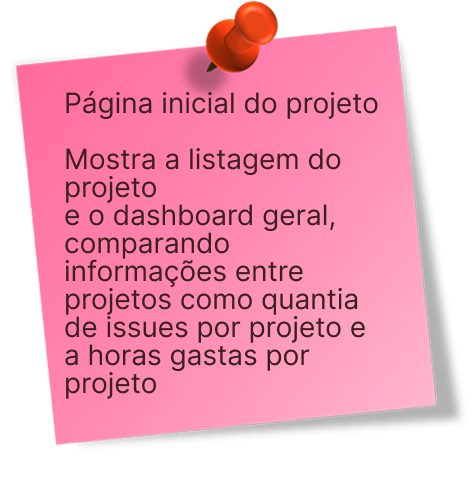 Página inicial do projeto
Mostra a listagem do
projeto
e o dashboard geral,
comparando
informações entre
projetos como quantia
de issues por projeto e
a horas gastas por
projeto